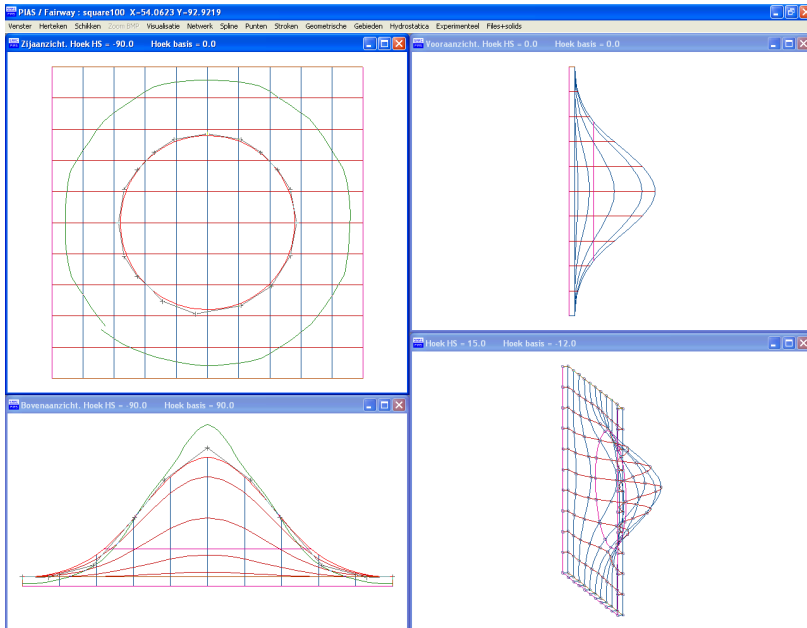 PIAS / Fairway : square100 X-54.0623 Y-92.9219
Venster Herteken Schikken Zoom BMP Visualisatie Netwerk Spline Punten Stroken Geometrische Gebieden Hydrostatica Experimenteel Files+solids
Zijaanzicht. Hoek HS = -90.0 Hoek basis = 0.0
Vooraanzicht. Hoek HS = 0.0 Hoek basis = 0.0
Hoek HS = 15.0 Hoek basis = -12.0
Bovenaanzicht. Hoek HS = -90.0 Hoek basis = 90.0